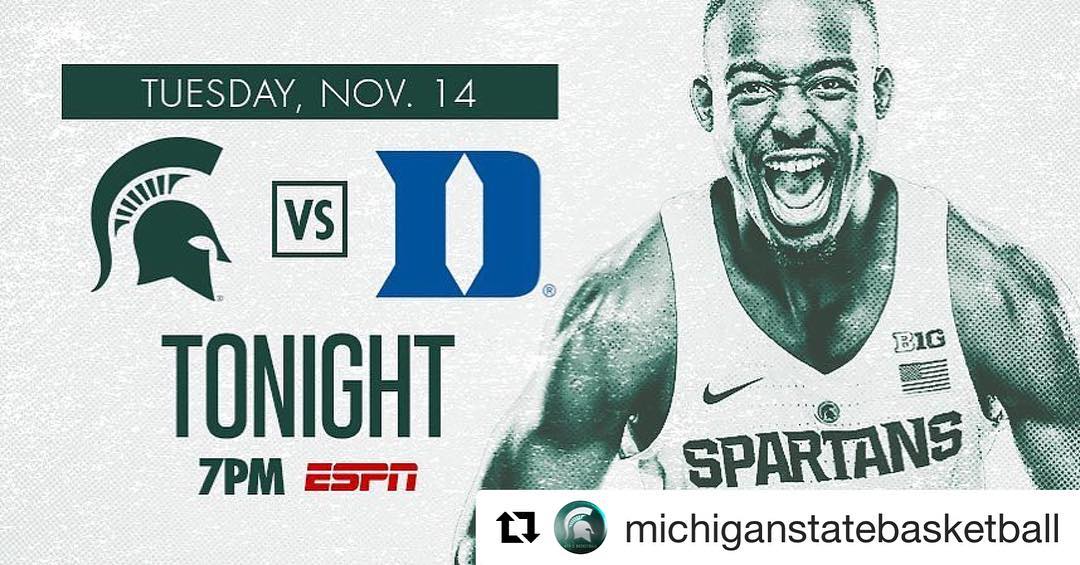 TUESDAY, NOV. 14
VS
D
®
TONIGHT
7PM ESPN
B1G
SPARTANS
michiganstatebasketball